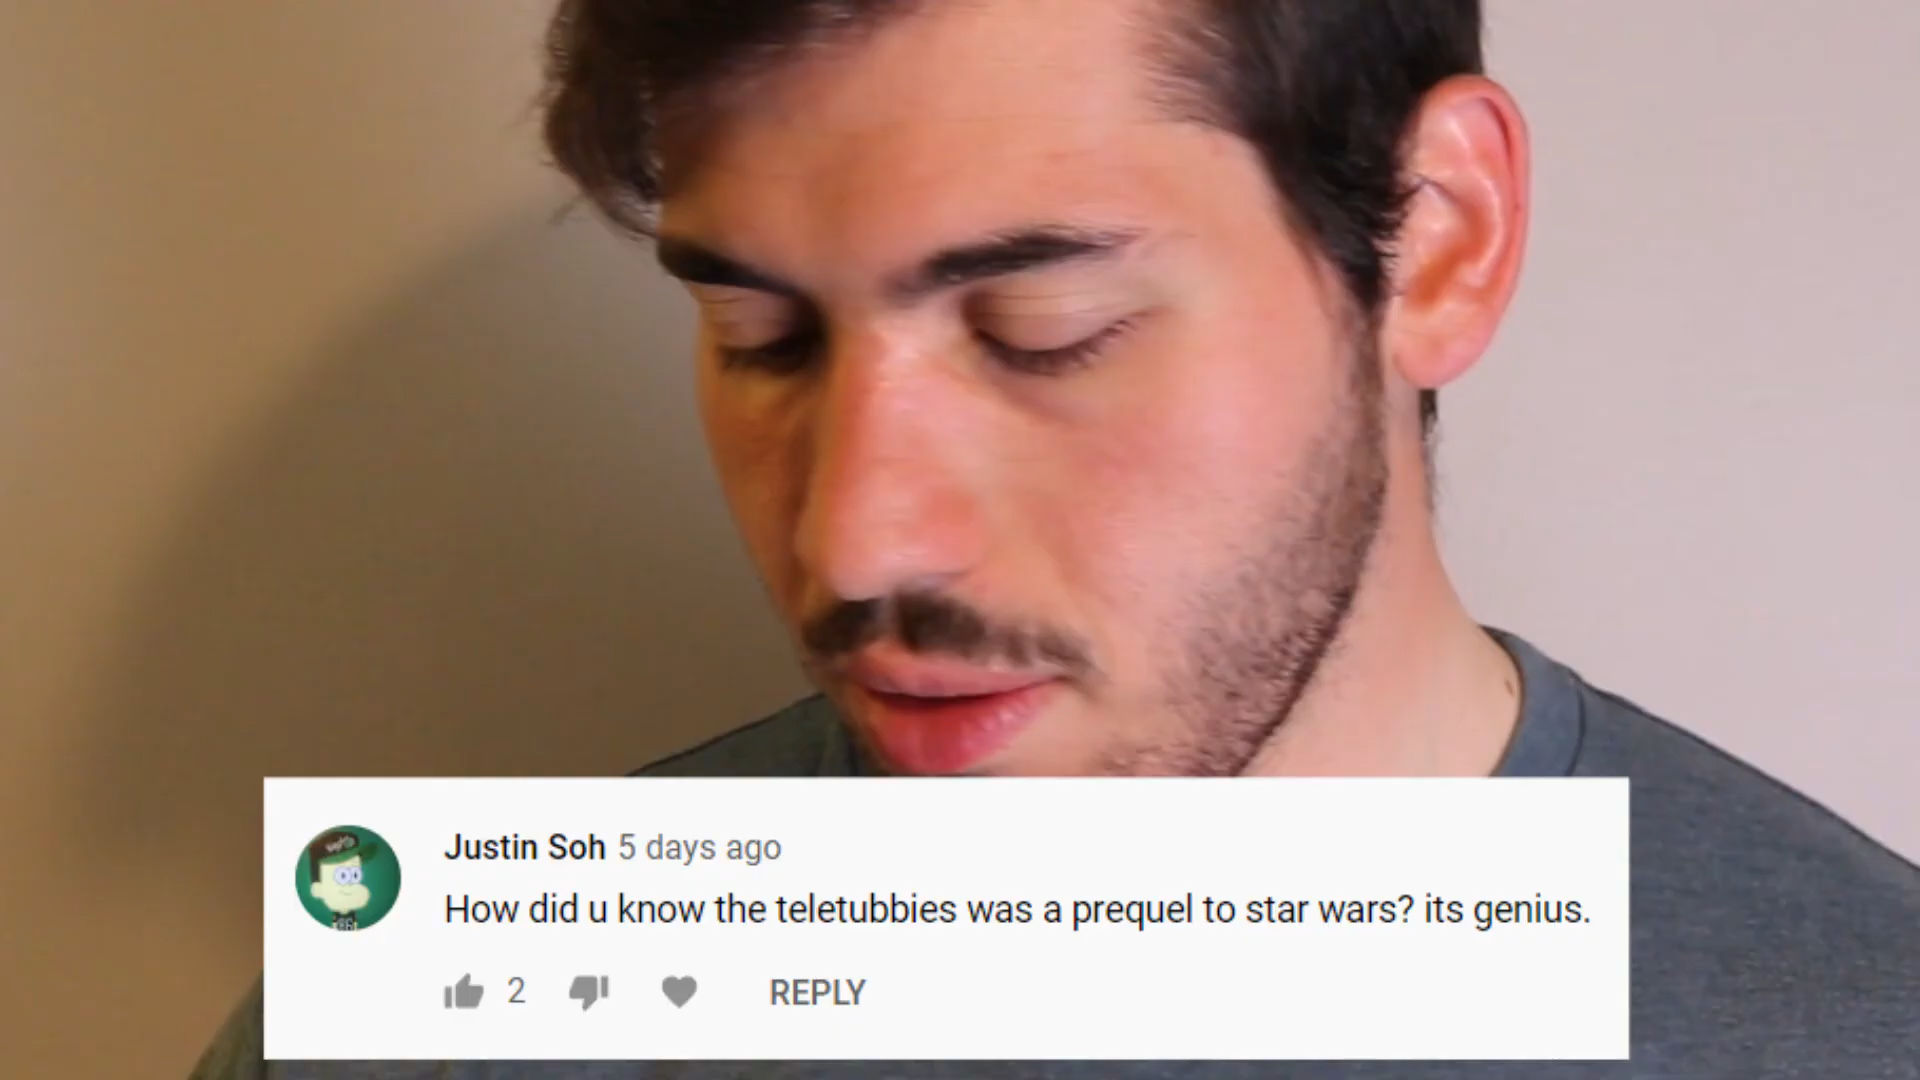 Justin Soh 5 days ago
How did u know the teletubbies was a prequel to star wars? its genius.
2 REPLY